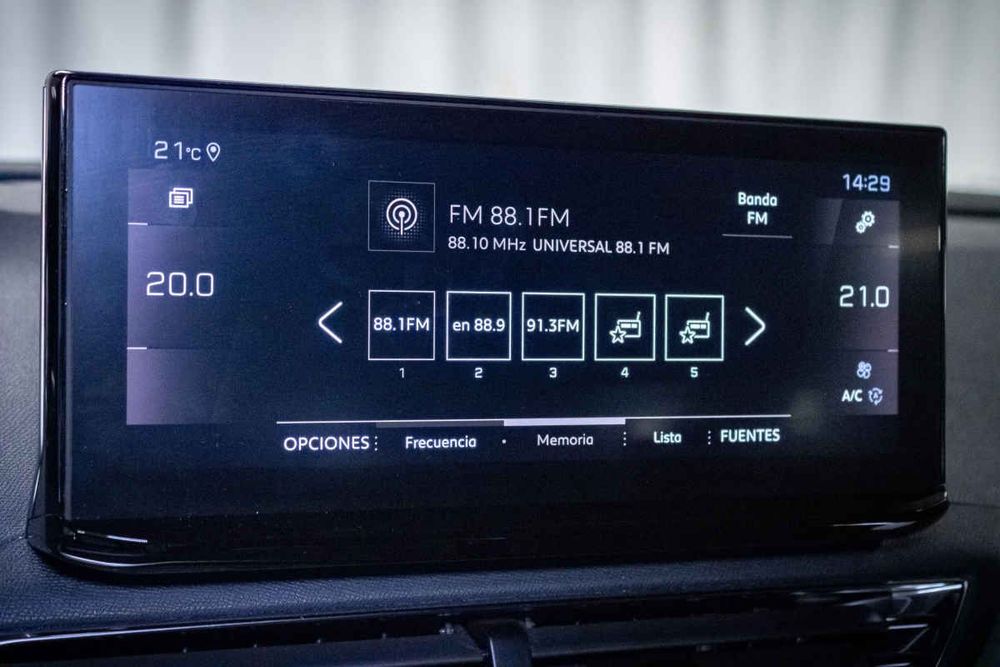 21°C
14:29
20.0
FM 88.1FM
88.10 MHz UNIVERSAL 88.1 FM
Banda
FM
21.0
88.1FM en 88.9 91.3FM
1 2 3 4 5
A/C
OPCIONES Frecuencia Memoria Lista FUENTES